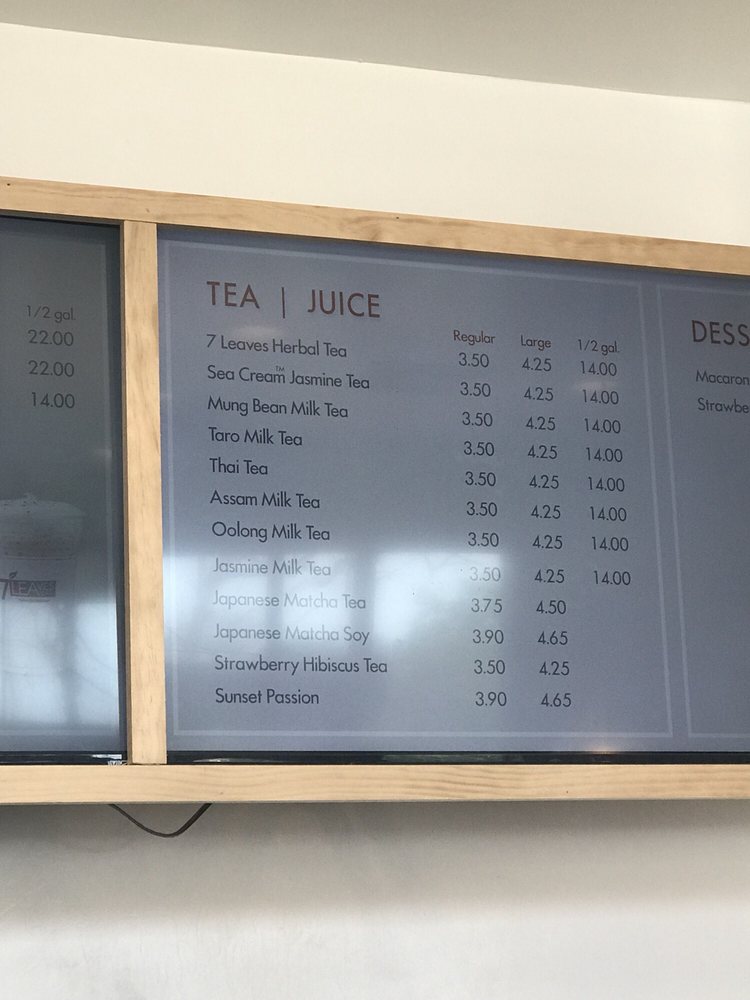 1/2 gal.
22.00
22.00
14.00
7 LEAVES
TEA | JUICE
Regular Large 1/2 gal.
7 Leaves Herbal Tea 3.50 4.25 14.00
Sea Cream™ Jasmine Tea 3.50 4.25 14.00
Mung Bean Milk Tea 3.50 4.25 14.00
Taro Milk Tea 3.50 4.25 14.00
Thai Tea 3.50 4.25 14.00
Assam Milk Tea 3.50 4.25 14.00
Oolong Milk Tea 3.50 4.25 14.00
Jasmine Milk Tea 3.50 4.25 14.00
Japanese Matcha Tea 3.75 4.50
Japanese Matcha Soy 3.90 4.65
Strawberry Hibiscus Tea 3.50 4.25
Sunset Passion 3.90 4.65
DESS
Macaron
Strawbe